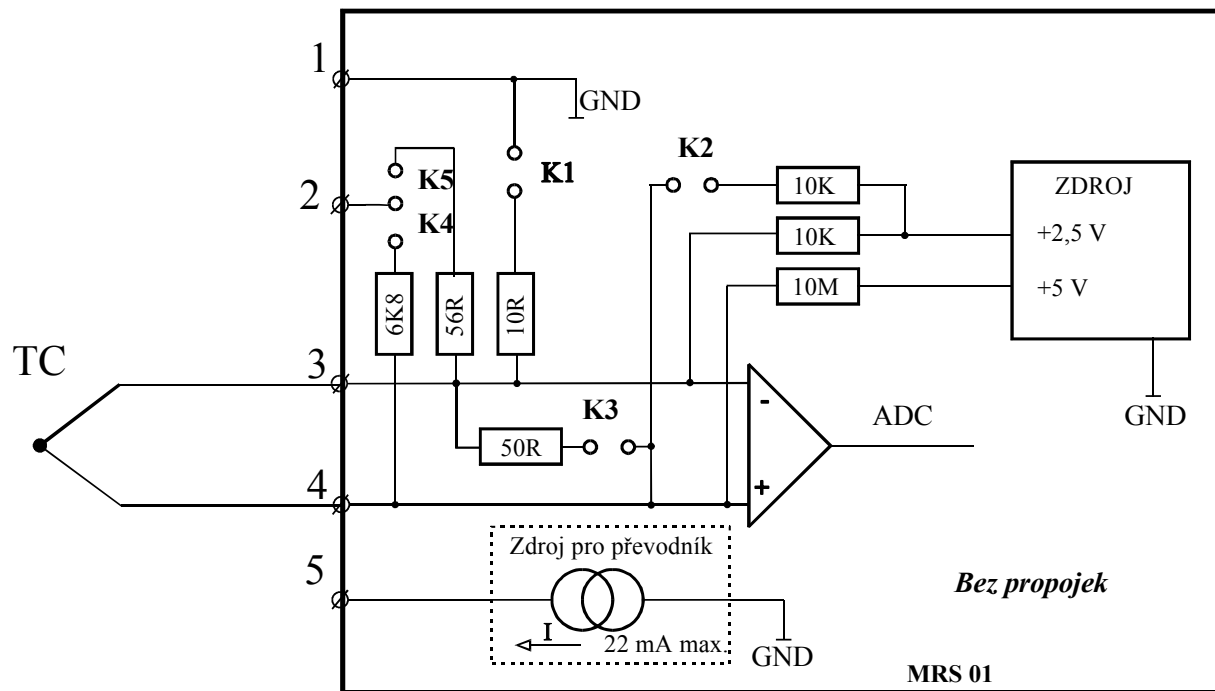 1
GND
K1
K2
10K
ZDROJ
K5
2
K4
10K
+2,5 V
10M
+5 V
6K8
56R
10R
TC
3
K3
-
ADC
GND
50R
4
+
Zdroj pro převodník
5
Bez propojek
I
22 mA max.
GND
MRS 01